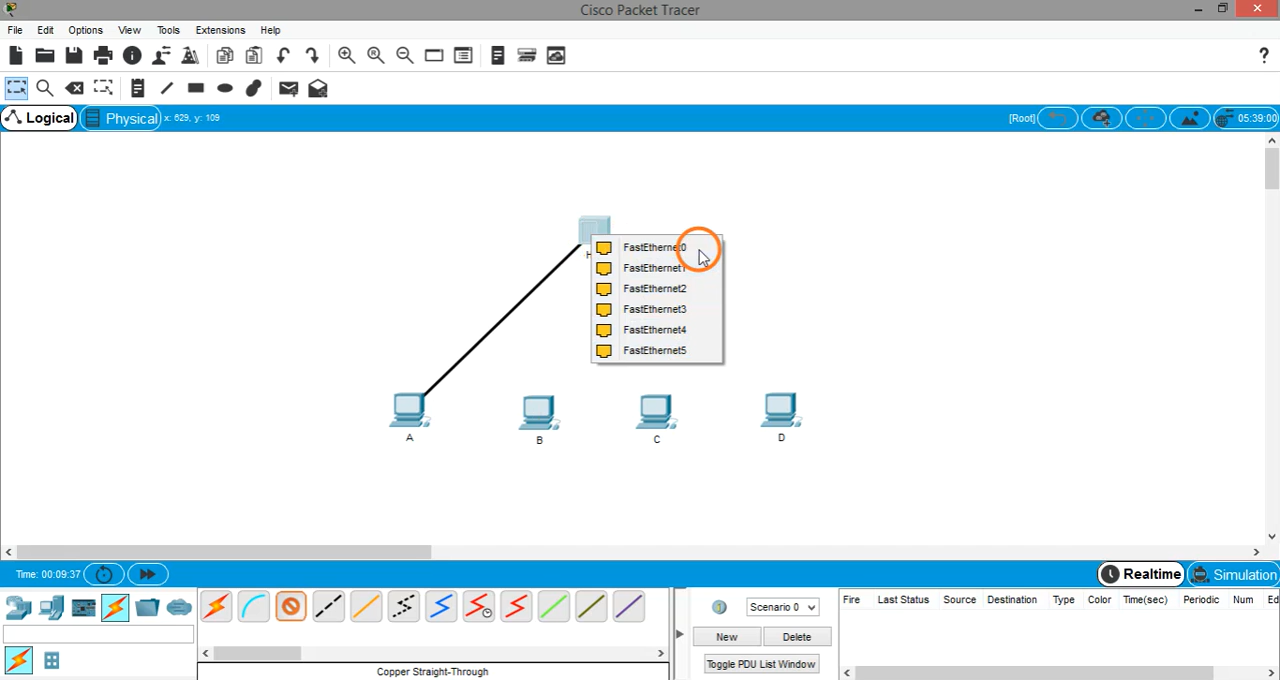 Cisco Packet Tracer
File Edit Options View Tools Extensions Help
?
Logical Physical x: 629, y: 109 [Root] 05:39:00
H
FastEthernet0
FastEthernet1
FastEthernet2
FastEthernet3
FastEthernet4
FastEthernet5
A B C D
Time: 00:09:37 Realtime Simulation
Scenario 0 Fire Last Status Source Destination Type Color Time(sec) Periodic Num Ed
New Delete
Toggle PDU List Window
Copper Straight-Through